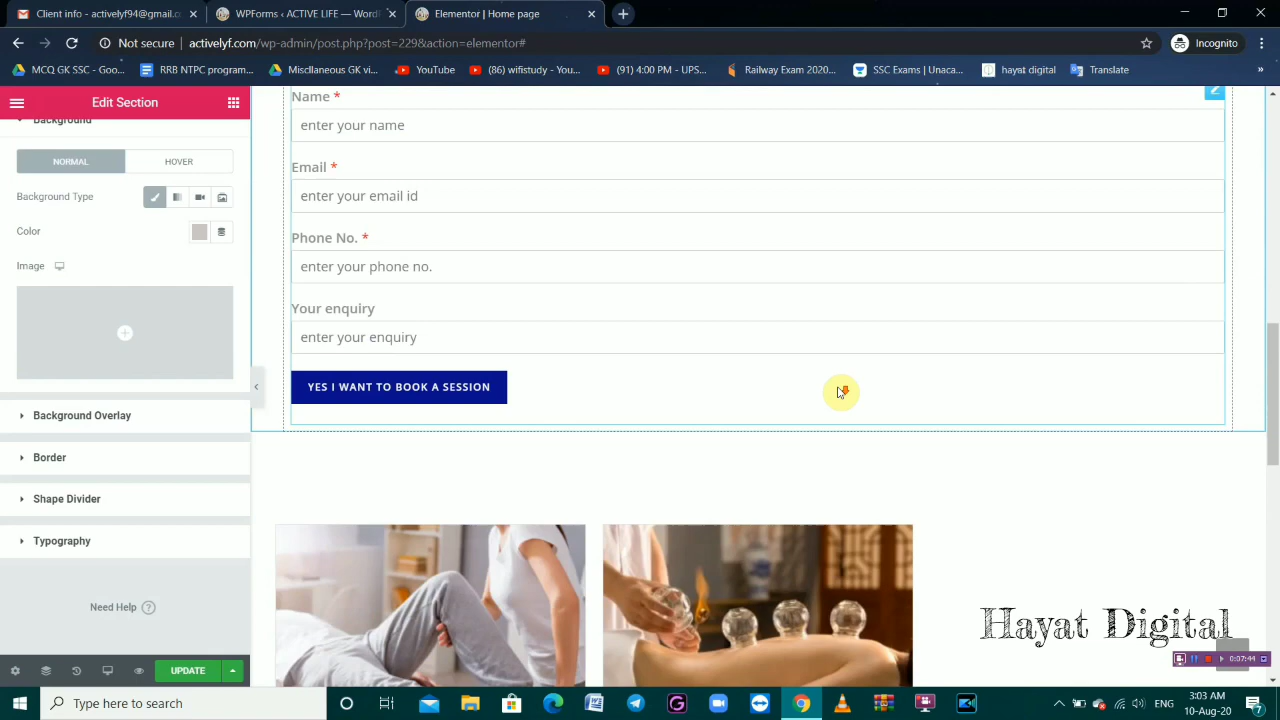 Client info - activelyf94@gmail.c
WPForms ‹ ACTIVE LIFE — Word
Elementor | Home page
Not secure
activelyf.com/wp-admin/post.php?post=229&action=elementor#
Incognito
MCQ GK SSC - Goo...
RRB NTPC program...
Miscllaneous GK vi...
YouTube
(86) wifistudy - You...
(91) 4:00 PM - UPS...
Railway Exam 2020...
SSC Exams | Unaca...
hayat digital
Translate
»
Edit Section
Background
NORMAL
HOVER
Background Type
Color
Image
Background Overlay
Border
Shape Divider
Typography
Need Help ?
UPDATE
Name *
enter your name
Email *
enter your email id
Phone No. *
enter your phone no.
Your enquiry
enter your enquiry
YES I WANT TO BOOK A SESSION
Hayat Digital
0:07:44
Type here to search
ENG
3:03 AM
10-Aug-20
7